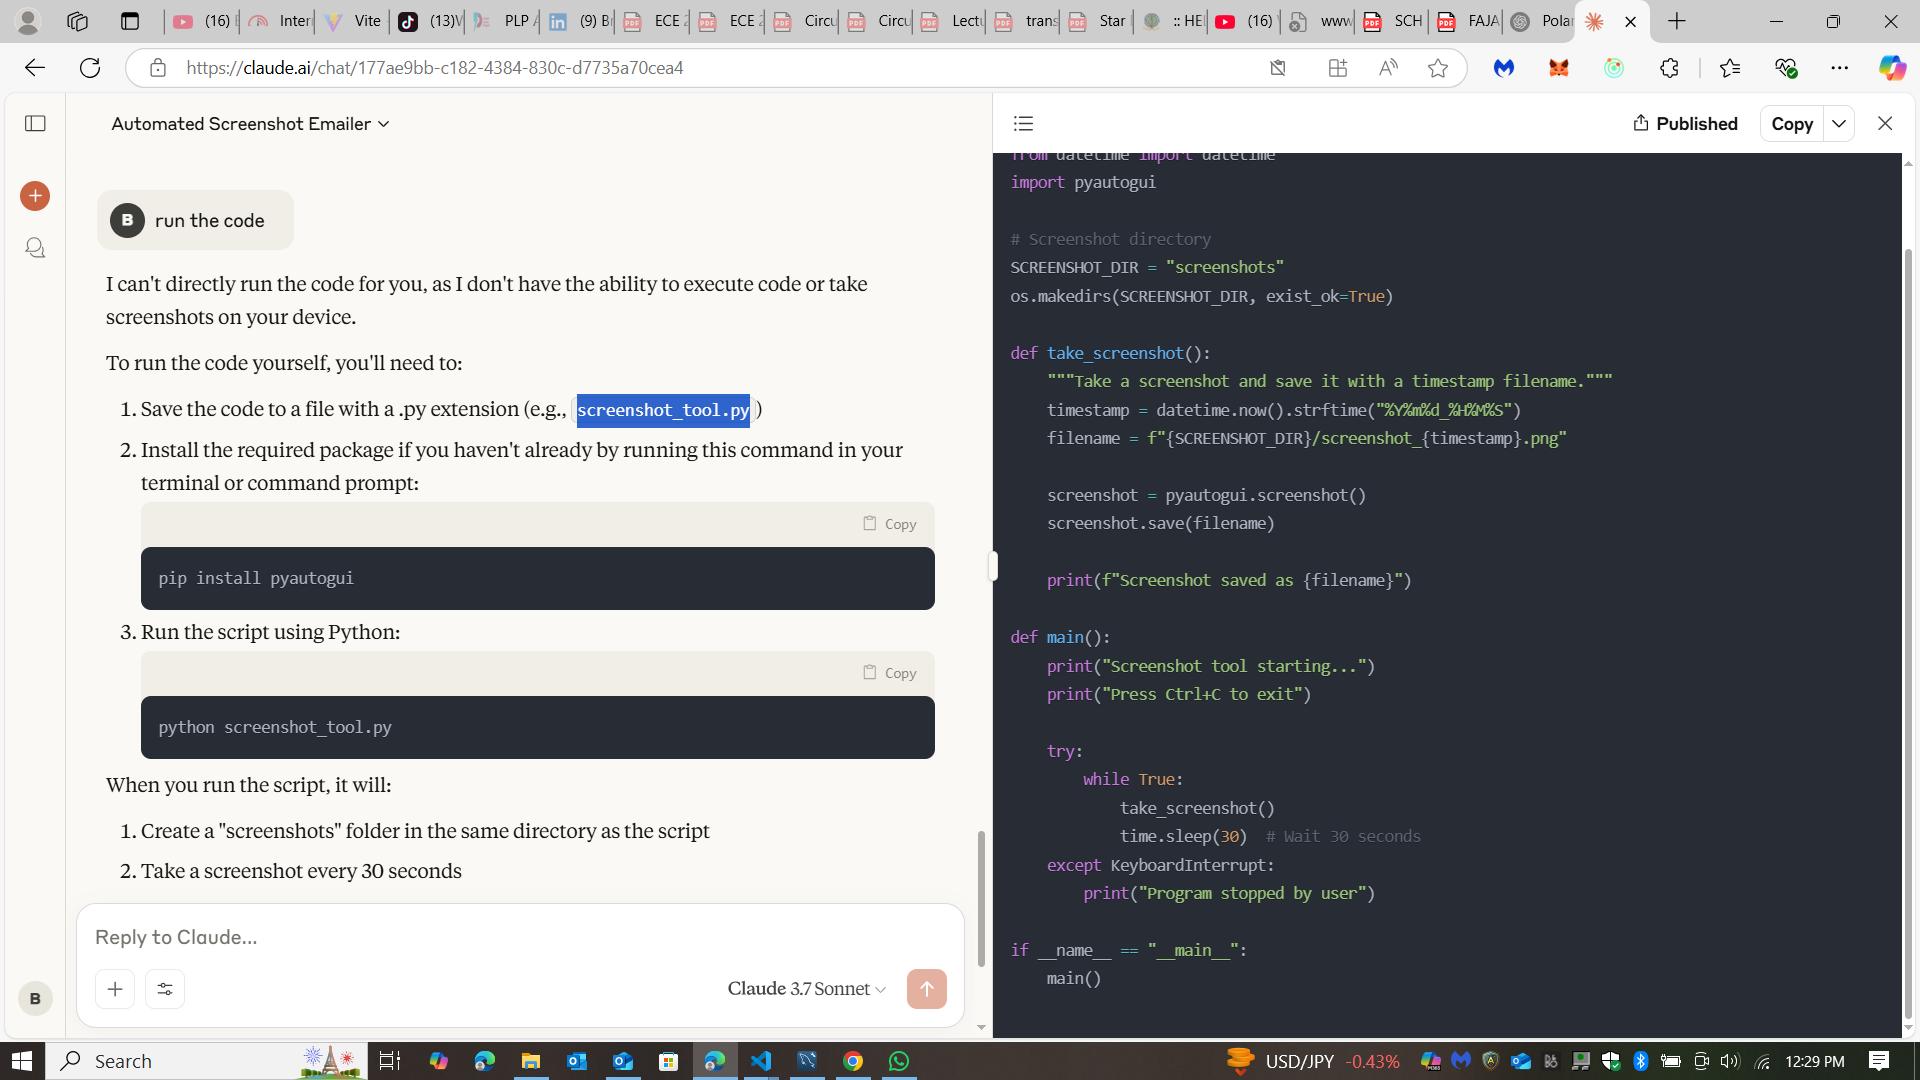 (16)
Inter
Vite
(13)
PLP
(9)
ECE
ECE
Circu
Circu
Lectu
trans
Star
:: HEL
(16)
www
SCH
FAJA
Polar
https://claude.ai/chat/177ae9bb-c182-4384-830c-d7735a70cea4
Automated Screenshot Emailer
B
run the code
I can't directly run the code for you, as I don't have the ability to execute code or take
screenshots on your device.
To run the code yourself, you'll need to:
1. Save the code to a file with a .py extension (e.g., screenshot_tool.py)
2. Install the required package if you haven't already by running this command in your
terminal or command prompt:
Copy
pip install pyautogui
3. Run the script using Python:
Copy
python screenshot_tool.py
When you run the script, it will:
1. Create a "screenshots" folder in the same directory as the script
2. Take a screenshot every 30 seconds
Reply to Claude...
Claude 3.7 Sonnet
B
Published
Copy
from datetime import datetime
import pyautogui
# Screenshot directory
SCREENSHOT_DIR = "screenshots"
os.makedirs(SCREENSHOT_DIR, exist_ok=True)
def take_screenshot():
"""Take a screenshot and save it with a timestamp filename."""
timestamp = datetime.now().strftime("%Y%m%d_%H%M%S")
filename = f"{SCREENSHOT_DIR}/screenshot_{timestamp}.png"
screenshot = pyautogui.screenshot()
screenshot.save(filename)
print(f"Screenshot saved as {filename}")
def main():
print("Screenshot tool starting...")
print("Press Ctrl+C to exit")
try:
while True:
take_screenshot()
time.sleep(30)  # Wait 30 seconds
except KeyboardInterrupt:
print("Program stopped by user")
if __name__ == "__main__":
main()
Search
USD/JPY -0.43%
12:29 PM